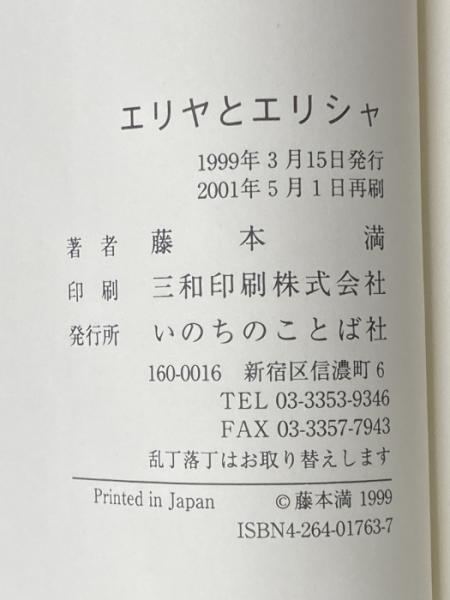 エリヤとエリシャ
1999年3月15日発行
2001年5月1日再刷
著者 藤本満
印刷 三和印刷株式会社
発行所 いのちのことば社
160-0016 新宿区信濃町6
TEL 03-3353-9346
FAX 03-3357-7943
乱丁落丁はお取り替えします
Printed in Japan ©藤本満 1999
ISBN4-264-01763-7